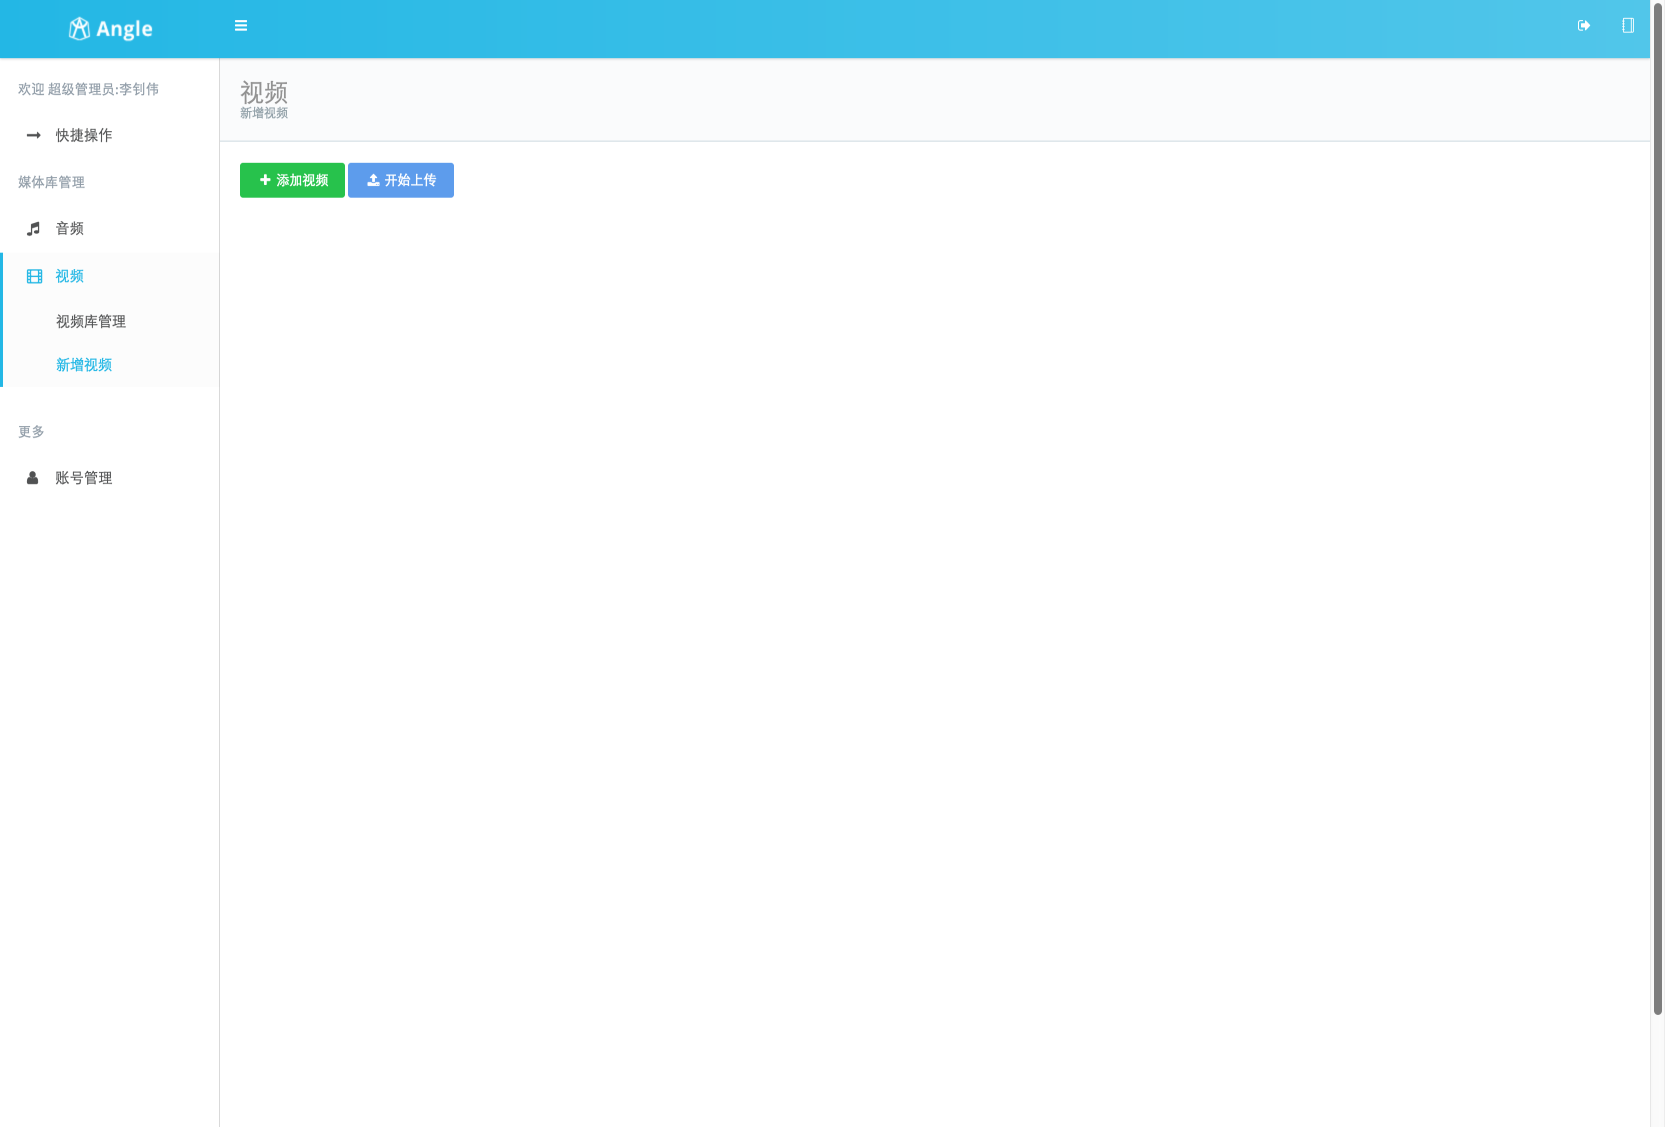 Angle
欢迎 超级管理员:李钊伟
快捷操作
媒体库管理
音频
视频
视频库管理
新增视频
更多
账号管理
视频
新增视频
添加视频
开始上传